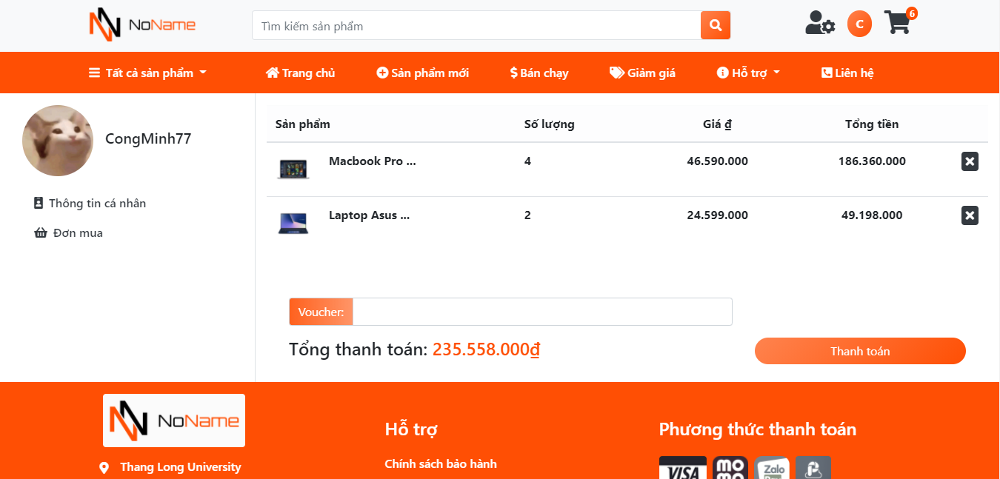 NoName
Tìm kiếm sản phẩm
C
6
Tất cả sản phẩm
Trang chủ
Sản phẩm mới
Bán chạy
Giảm giá
Hỗ trợ
Liên hệ
CongMinh77
Thông tin cá nhân
Đơn mua
Sản phẩm Số lượng Giá ₫ Tổng tiền
Macbook Pro ... 4 46.590.000 186.360.000
Laptop Asus ... 2 24.599.000 49.198.000
Voucher:
Tổng thanh toán: 235.558.000₫
Thanh toán
NoName
Thang Long University
Hỗ trợ
Chính sách bảo hành
Phương thức thanh toán
VISA
mo
Zalo